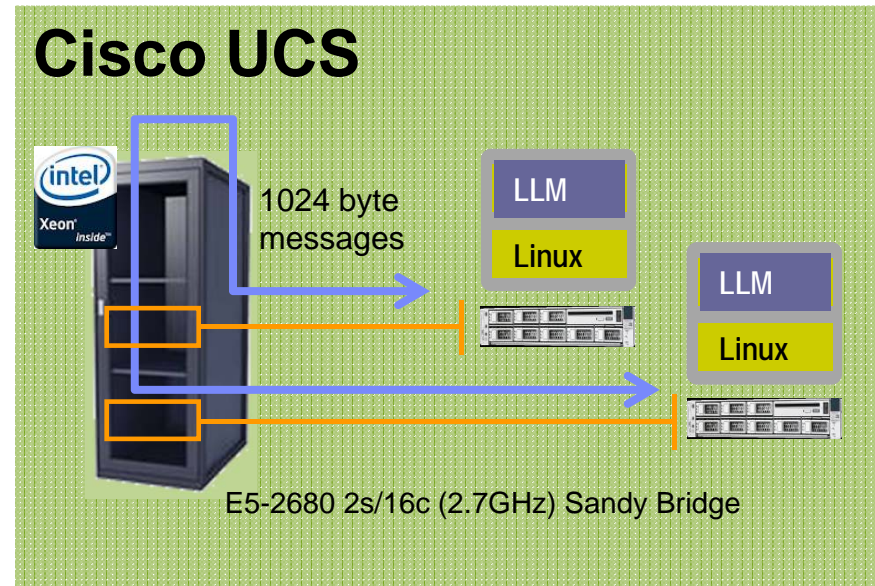 Cisco UCS
intel
Xeon
inside™
1024 byte
messages
LLM
Linux
LLM
Linux
E5-2680 2s/16c (2.7GHz) Sandy Bridge